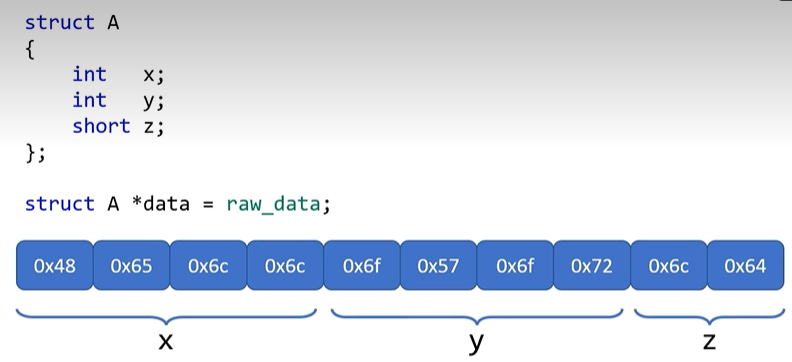 struct A
{
    int   x;
    int   y;
    short z;
};
struct A *data = raw_data;
0x48 0x65 0x6c 0x6c 0x6f 0x57 0x6f 0x72 0x6c 0x64
x y z